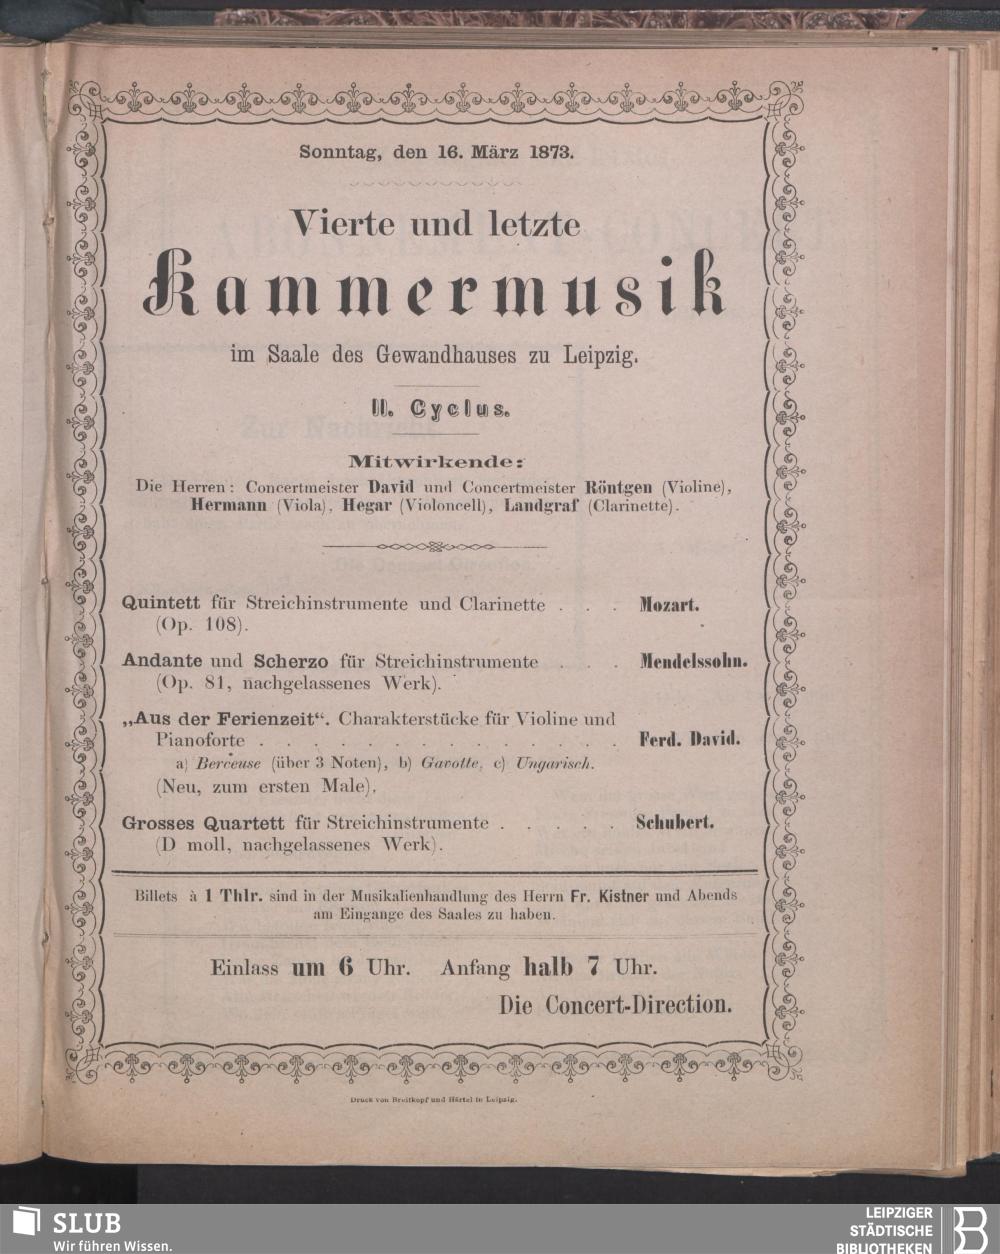 Sonntag, den 16. März 1873.
Vierte und letzte
Kammermusik
im Saale des Gewandhauses zu Leipzig.
II. Cyclus.
Mitwirkende:
Die Herren: Concertmeister David und Concertmeister Röntgen (Violine),
Hermann (Viola), Hegar (Violoncell), Landgraf (Clarinette).
Quintett für Streichinstrumente und Clarinette . . . Mozart.
(Op. 108).
Andante und Scherzo für Streichinstrumente . . . Mendelssohn.
(Op. 81, nachgelassenes Werk).
„Aus der Ferienzeit“. Charakterstücke für Violine und
Pianoforte . . . . . . . . . . . . . . Ferd. David.
a) Berceuse (über 3 Noten), b) Gavotte, c) Ungarisch.
(Neu, zum ersten Male).
Grosses Quartett für Streichinstrumente . . . . . Schubert.
(D moll, nachgelassenes Werk).
Billets à 1 Thlr. sind in der Musikalienhandlung des Herrn Fr. Kistner und Abends
am Eingange des Saales zu haben.
Einlass um 6 Uhr. Anfang halb 7 Uhr.
Die Concert-Direction.
Druck von Breitkopf und Härtel in Leipzig.
SLUB
Wir führen Wissen.
LEIPZIGER
STÄDTISCHE
BIBLIOTHEKEN